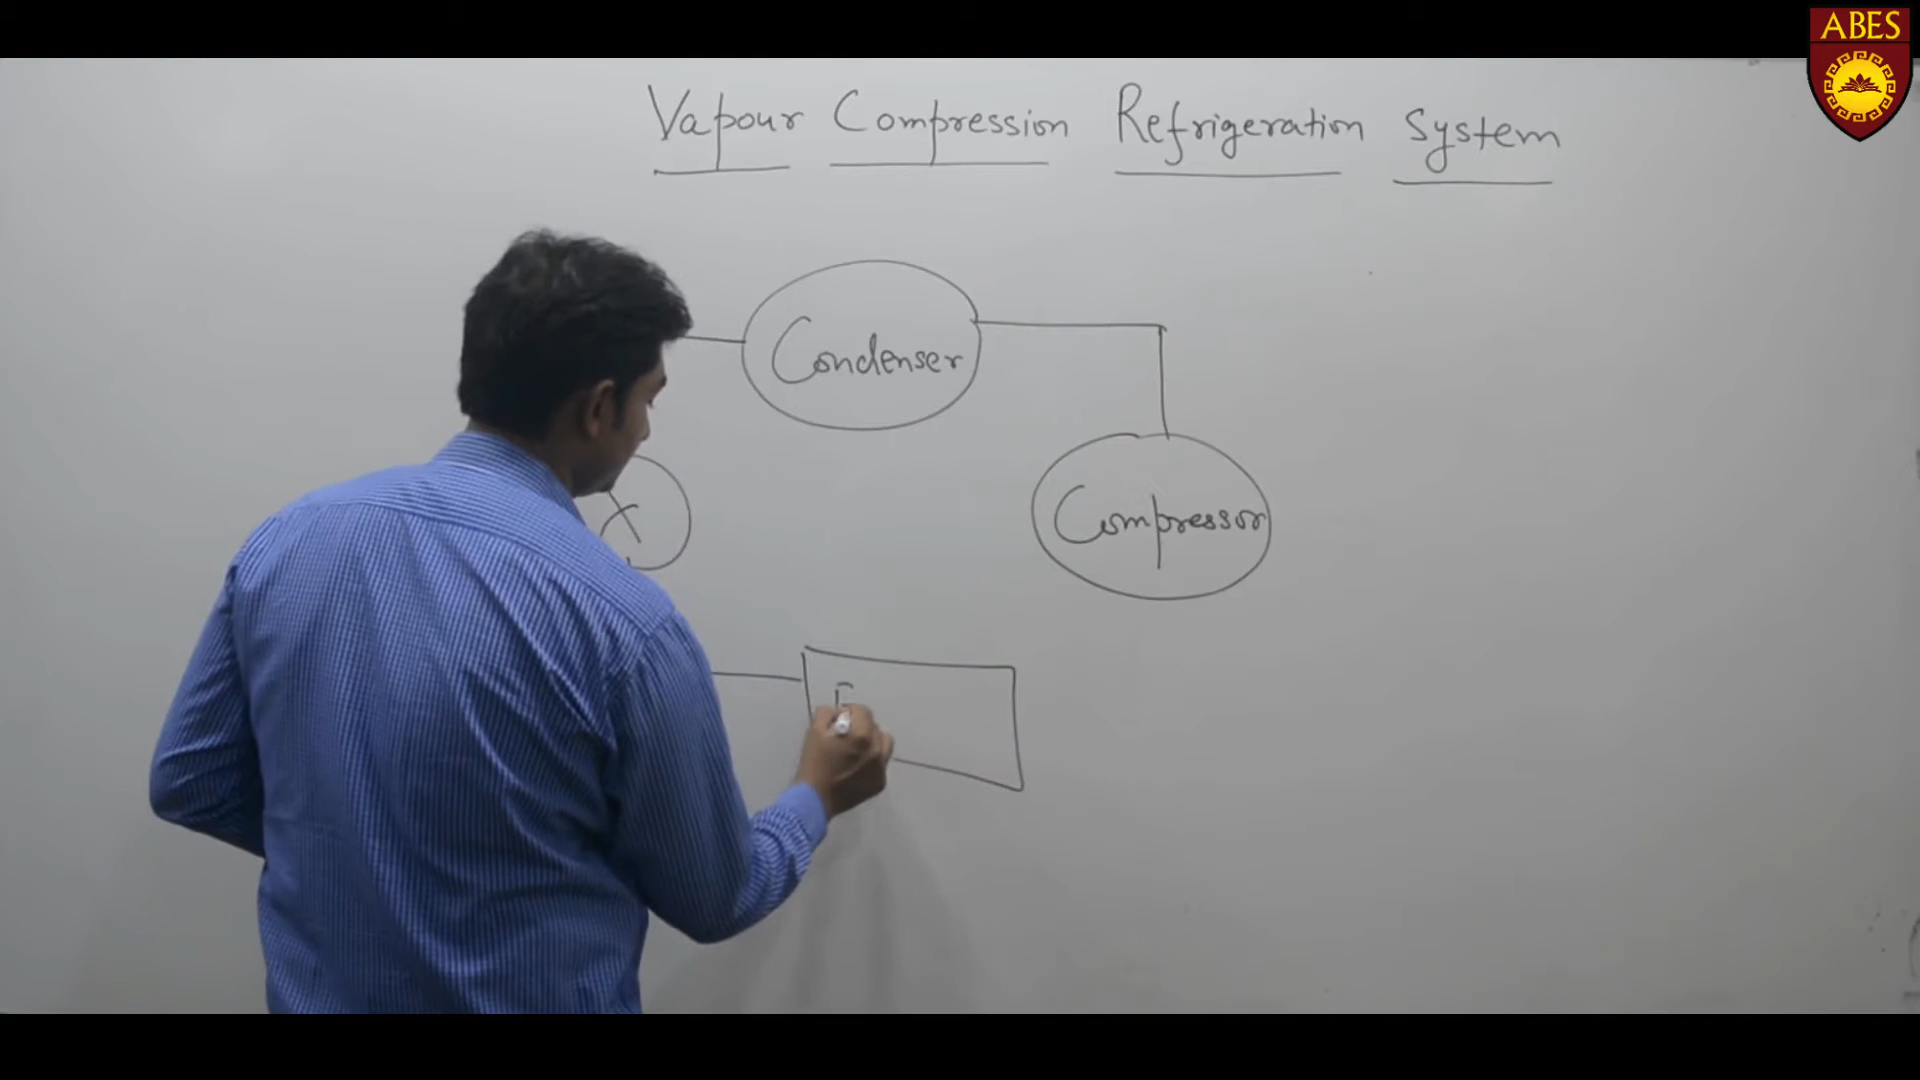 ABES
Vapour Compression Refrigeration System
Condenser
Compressor
E